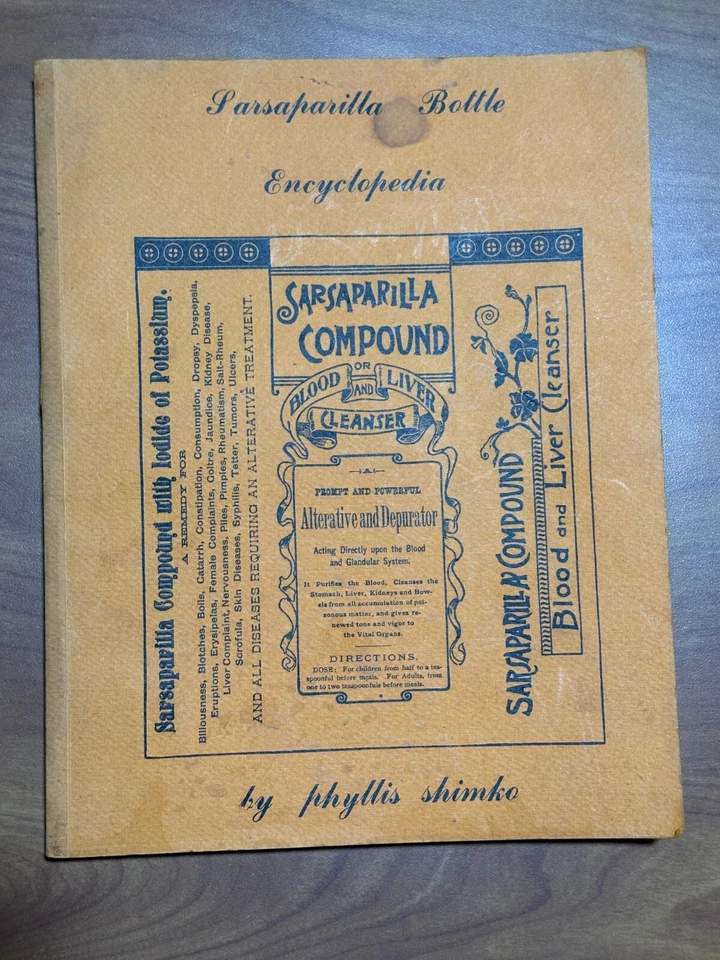 Sarsaparilla Bottle
Encyclopedia
Sarsaparilla Compound with Iodide of Potassium.
A REMEDY FOR
Biliousness, Blotches, Boils, Catarrh, Constipation, Consumption, Dropsy, Dyspepsia,
Eruptions, Erysipelas, Female Complaints, Goitre, Jaundice, Kidney Disease,
Liver Complaint, Nervousness, Piles, Pimples, Rheumatism, Salt-Rheum,
Scrofula, Skin Diseases, Syphilis, Tetter, Tumors, Ulcers,
AND ALL DISEASES REQUIRING AN ALTERATIVE TREATMENT.
SARSAPARILLA
COMPOUND
OR
BLOOD AND LIVER
CLEANSER
A
PROMPT AND POWERFUL
Alterative and Depurator
Acting Directly upon the Blood
and Glandular System.
It Purifies the Blood, Cleanses the
Stomach, Liver, Kidneys and Bow-
els from all accumulation of poi-
sonous matter, and gives re-
newed tone and vigor to
the Vital Organs.
DIRECTIONS.
DOSE: For children from half to a tea-
spoonful before meals. For Adults, from
one to two teaspoonfuls before meals.
SARSAPARILLA COMPOUND
Blood and Liver Cleanser
by phyllis shimko